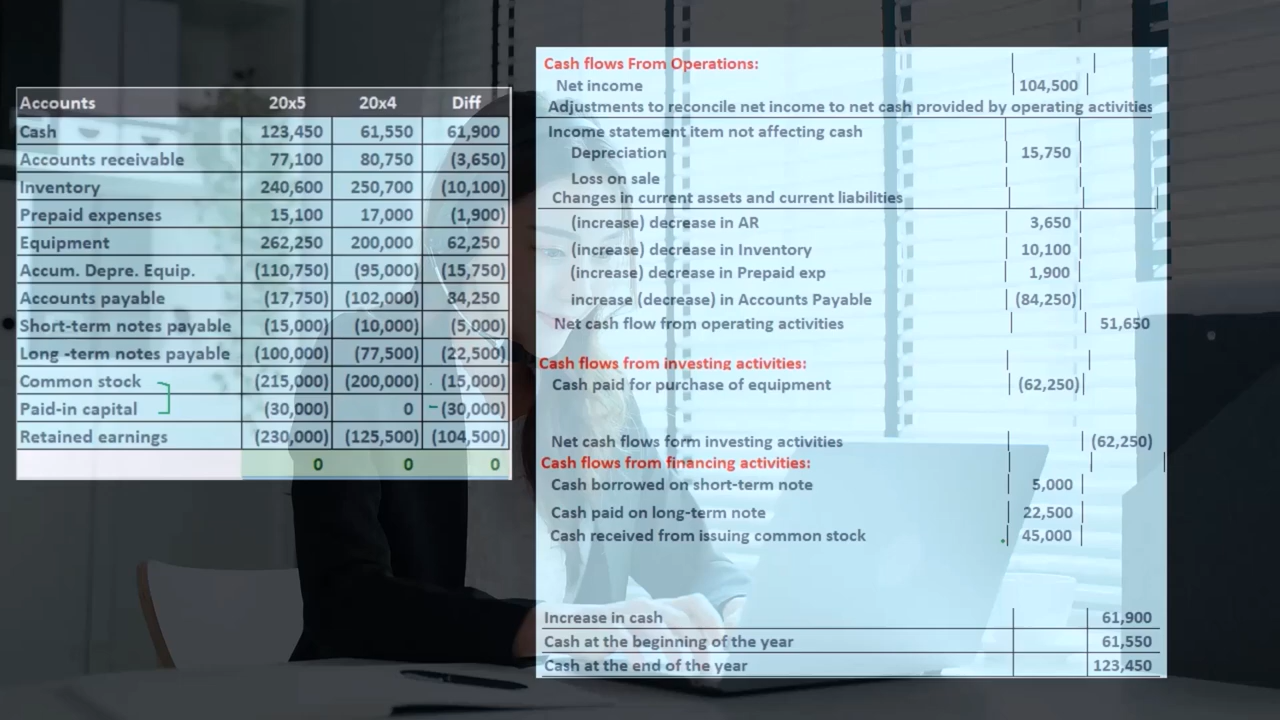 Accounts 20x5 20x4 Diff
Cash 123,450 61,550 61,900
Accounts receivable 77,100 80,750 (3,650)
Inventory 240,600 250,700 (10,100)
Prepaid expenses 15,100 17,000 (1,900)
Equipment 262,250 200,000 62,250
Accum. Depre. Equip. (110,750) (95,000) (15,750)
Accounts payable (17,750) (102,000) 84,250
Short-term notes payable (15,000) (10,000) (5,000)
Long -term notes payable (100,000) (77,500) (22,500)
Common stock (215,000) (200,000) (15,000)
Paid-in capital (30,000) 0 (30,000)
Retained earnings (230,000) (125,500) (104,500)
0 0 0
Cash flows From Operations:
Net income 104,500
Adjustments to reconcile net income to net cash provided by operating activities
Income statement item not affecting cash
Depreciation 15,750
Loss on sale
Changes in current assets and current liabilities
(increase) decrease in AR 3,650
(increase) decrease in Inventory 10,100
(increase) decrease in Prepaid exp 1,900
increase (decrease) in Accounts Payable (84,250)
Net cash flow from operating activities 51,650
Cash flows from investing activities:
Cash paid for purchase of equipment (62,250)
Net cash flows form investing activities (62,250)
Cash flows from financing activities:
Cash borrowed on short-term note 5,000
Cash paid on long-term note 22,500
Cash received from issuing common stock 45,000
Increase in cash 61,900
Cash at the beginning of the year 61,550
Cash at the end of the year 123,450